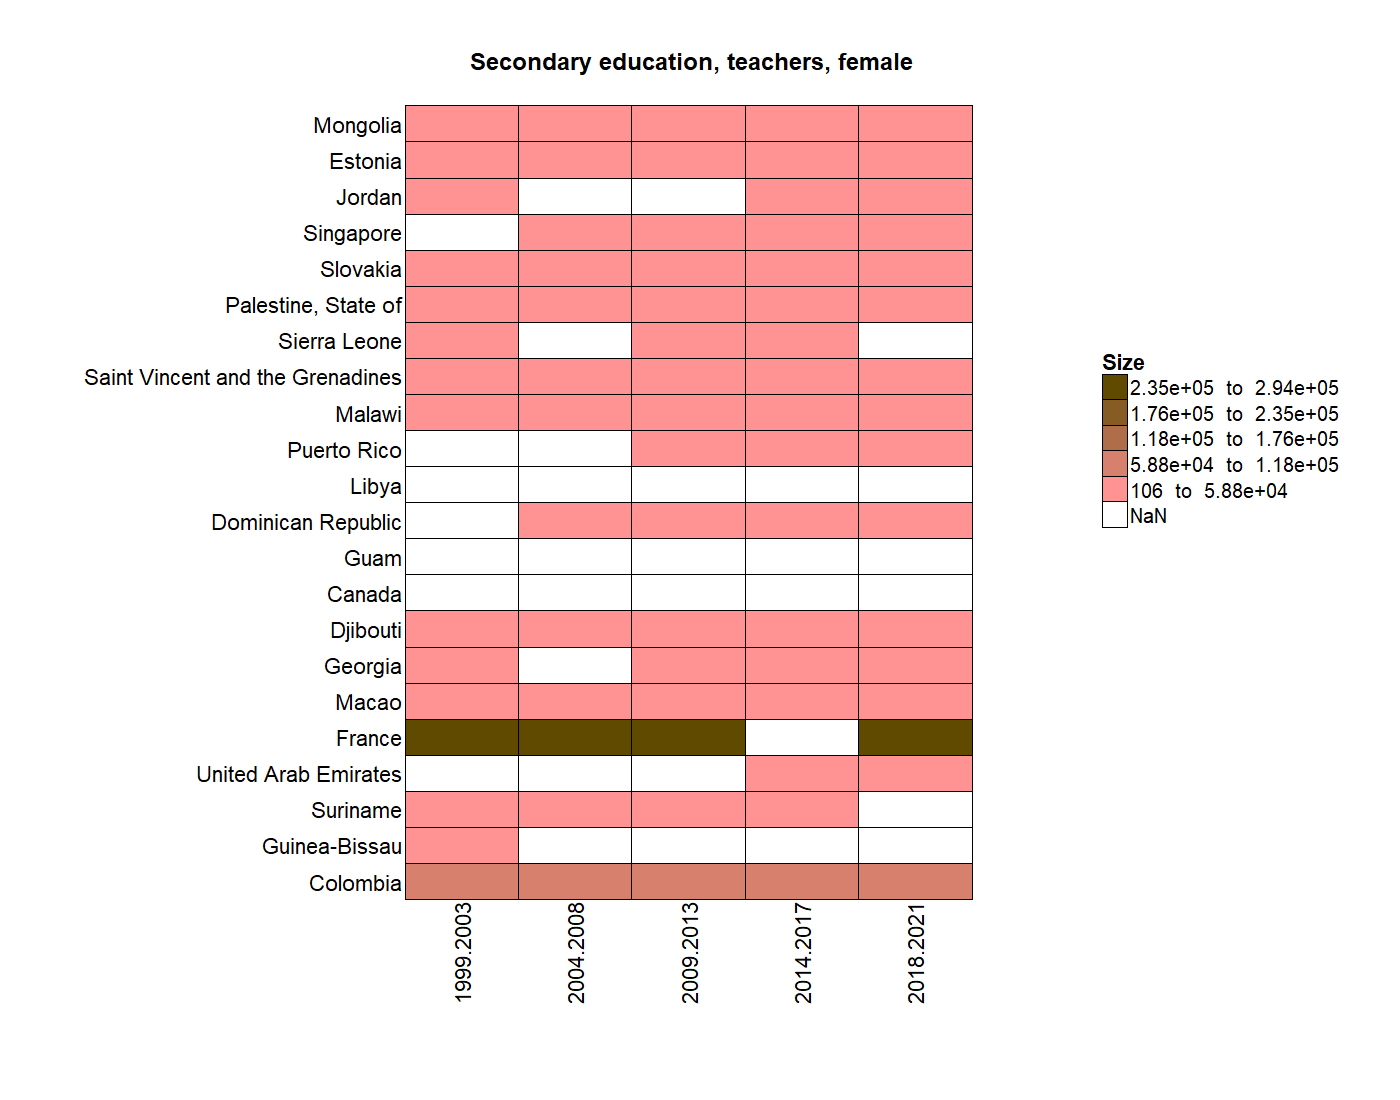 Secondary education, teachers, female
Mongolia
Estonia
Jordan
Singapore
Slovakia
Palestine, State of
Sierra Leone
Saint Vincent and the Grenadines
Malawi
Puerto Rico
Libya
Dominican Republic
Guam
Canada
Djibouti
Georgia
Macao
France
United Arab Emirates
Suriname
Guinea-Bissau
Colombia
1999.2003
2004.2008
2009.2013
2014.2017
2018.2021
Size
2.35e+05 to 2.94e+05
1.76e+05 to 2.35e+05
1.18e+05 to 1.76e+05
5.88e+04 to 1.18e+05
106 to 5.88e+04
NaN